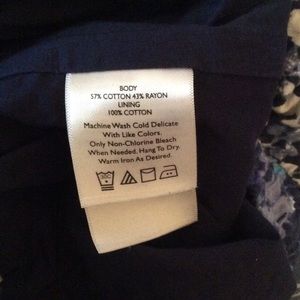 BODY
57% COTTON 43% RAYON
LINING
100% COTTON
Machine Wash Cold Delicate
With Like Colors.
Only Non-Chlorine Bleach
When Needed. Hang To Dry.
Warm Iron As Desired.